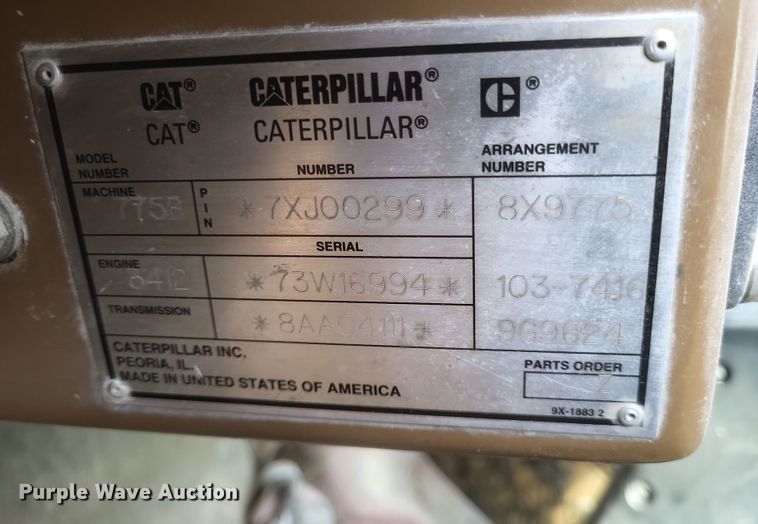 CAT® CATERPILLAR® ®
CAT® CATERPILLAR®
MODEL NUMBER NUMBER ARRANGEMENT NUMBER
MACHINE 775B PIN *7XJ00299* 8X9775
SERIAL
ENGINE *73W16994* 103-7416
TRANSMISSION *8AA04111* 9G9624
CATERPILLAR INC.
PEORIA, IL. PARTS ORDER
MADE IN UNITED STATES OF AMERICA Z
9X-1883 2
Purple Wave Auction